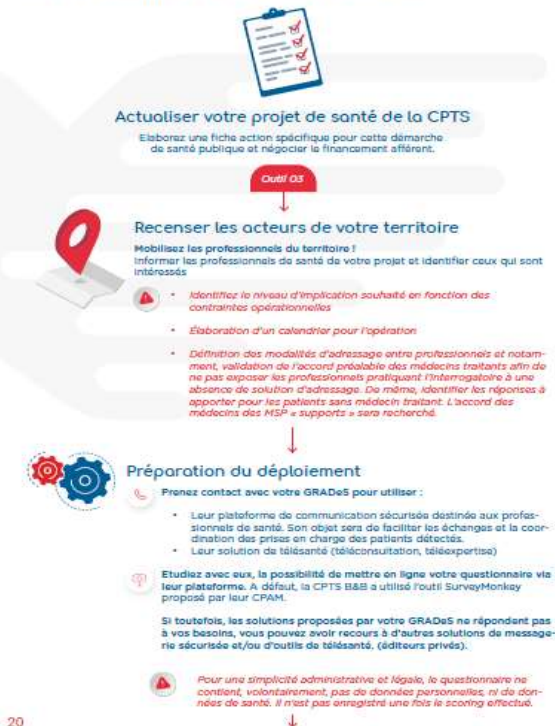 Actualiser votre projet de santé de la CPTS
Elaborez une fiche action spécifique pour cette démarche
de santé publique et négocier le financement afférent.
Outil 03
Recenser les acteurs de votre territoire
Mobilisez les professionnels du territoire !
Informer les professionnels de santé de votre projet et identifier ceux qui sont
intéressés
• Identifiez le niveau d'implication souhaité en fonction des
contraintes opérationnelles
• Élaboration d'un calendrier pour l'opération
• Définition des modalités d'adressage entre professionnels et notam-
ment, validation de l'accord préalable des médecins traitants afin de
ne pas exposer les professionnels pratiquant l'interrogatoire à une
absence de solution d'adressage. De même, identifier les réponses à
apporter pour les patients sans médecin traitant. L'accord des
médecins des MSP « supports » sera recherché.
Préparation du déploiement
Prenez contact avec votre GRADeS pour utiliser :
• Leur plateforme de communication sécurisée destinée aux profes-
sionnels de santé. Son objet sera de faciliter les échanges et la coor-
dination des prises en charge des patients détectés.
• Leur solution de télésanté (téléconsultation, téléexpertise)
Etudiez avec eux, la possibilité de mettre en ligne votre questionnaire via
leur plateforme. A défaut, la CPTS B&B a utilisé l'outil SurveyMonkey
proposé par leur CPAM.
Si toutefois, les solutions proposées par votre GRADeS ne répondent pas
à vos besoins, vous pouvez avoir recours à d'autres solutions de message-
rie sécurisée et/ou d'outils de télésanté. (éditeurs privés).
Pour une simplicité administrative et légale, le questionnaire ne
contient, volontairement, pas de données personnelles, ni de don-
nées de santé. Il n'est pas enregistré une fois le scoring effectué.
20